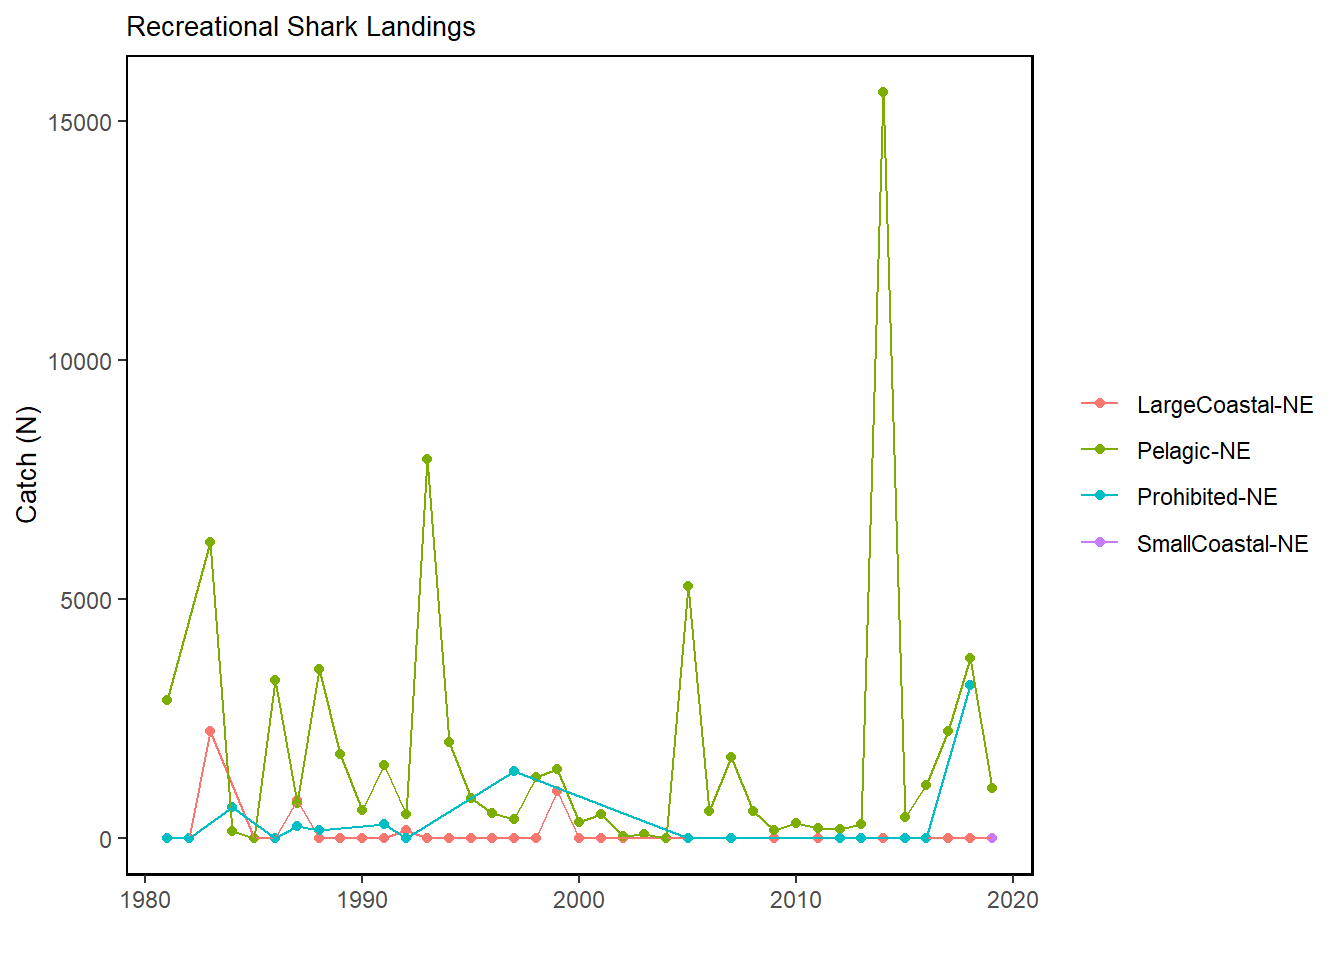 Recreational Shark Landings
Catch (N)
15000
10000
5000
0
1980
1990
2000
2010
2020
LargeCoastal-NE
Pelagic-NE
Prohibited-NE
SmallCoastal-NE